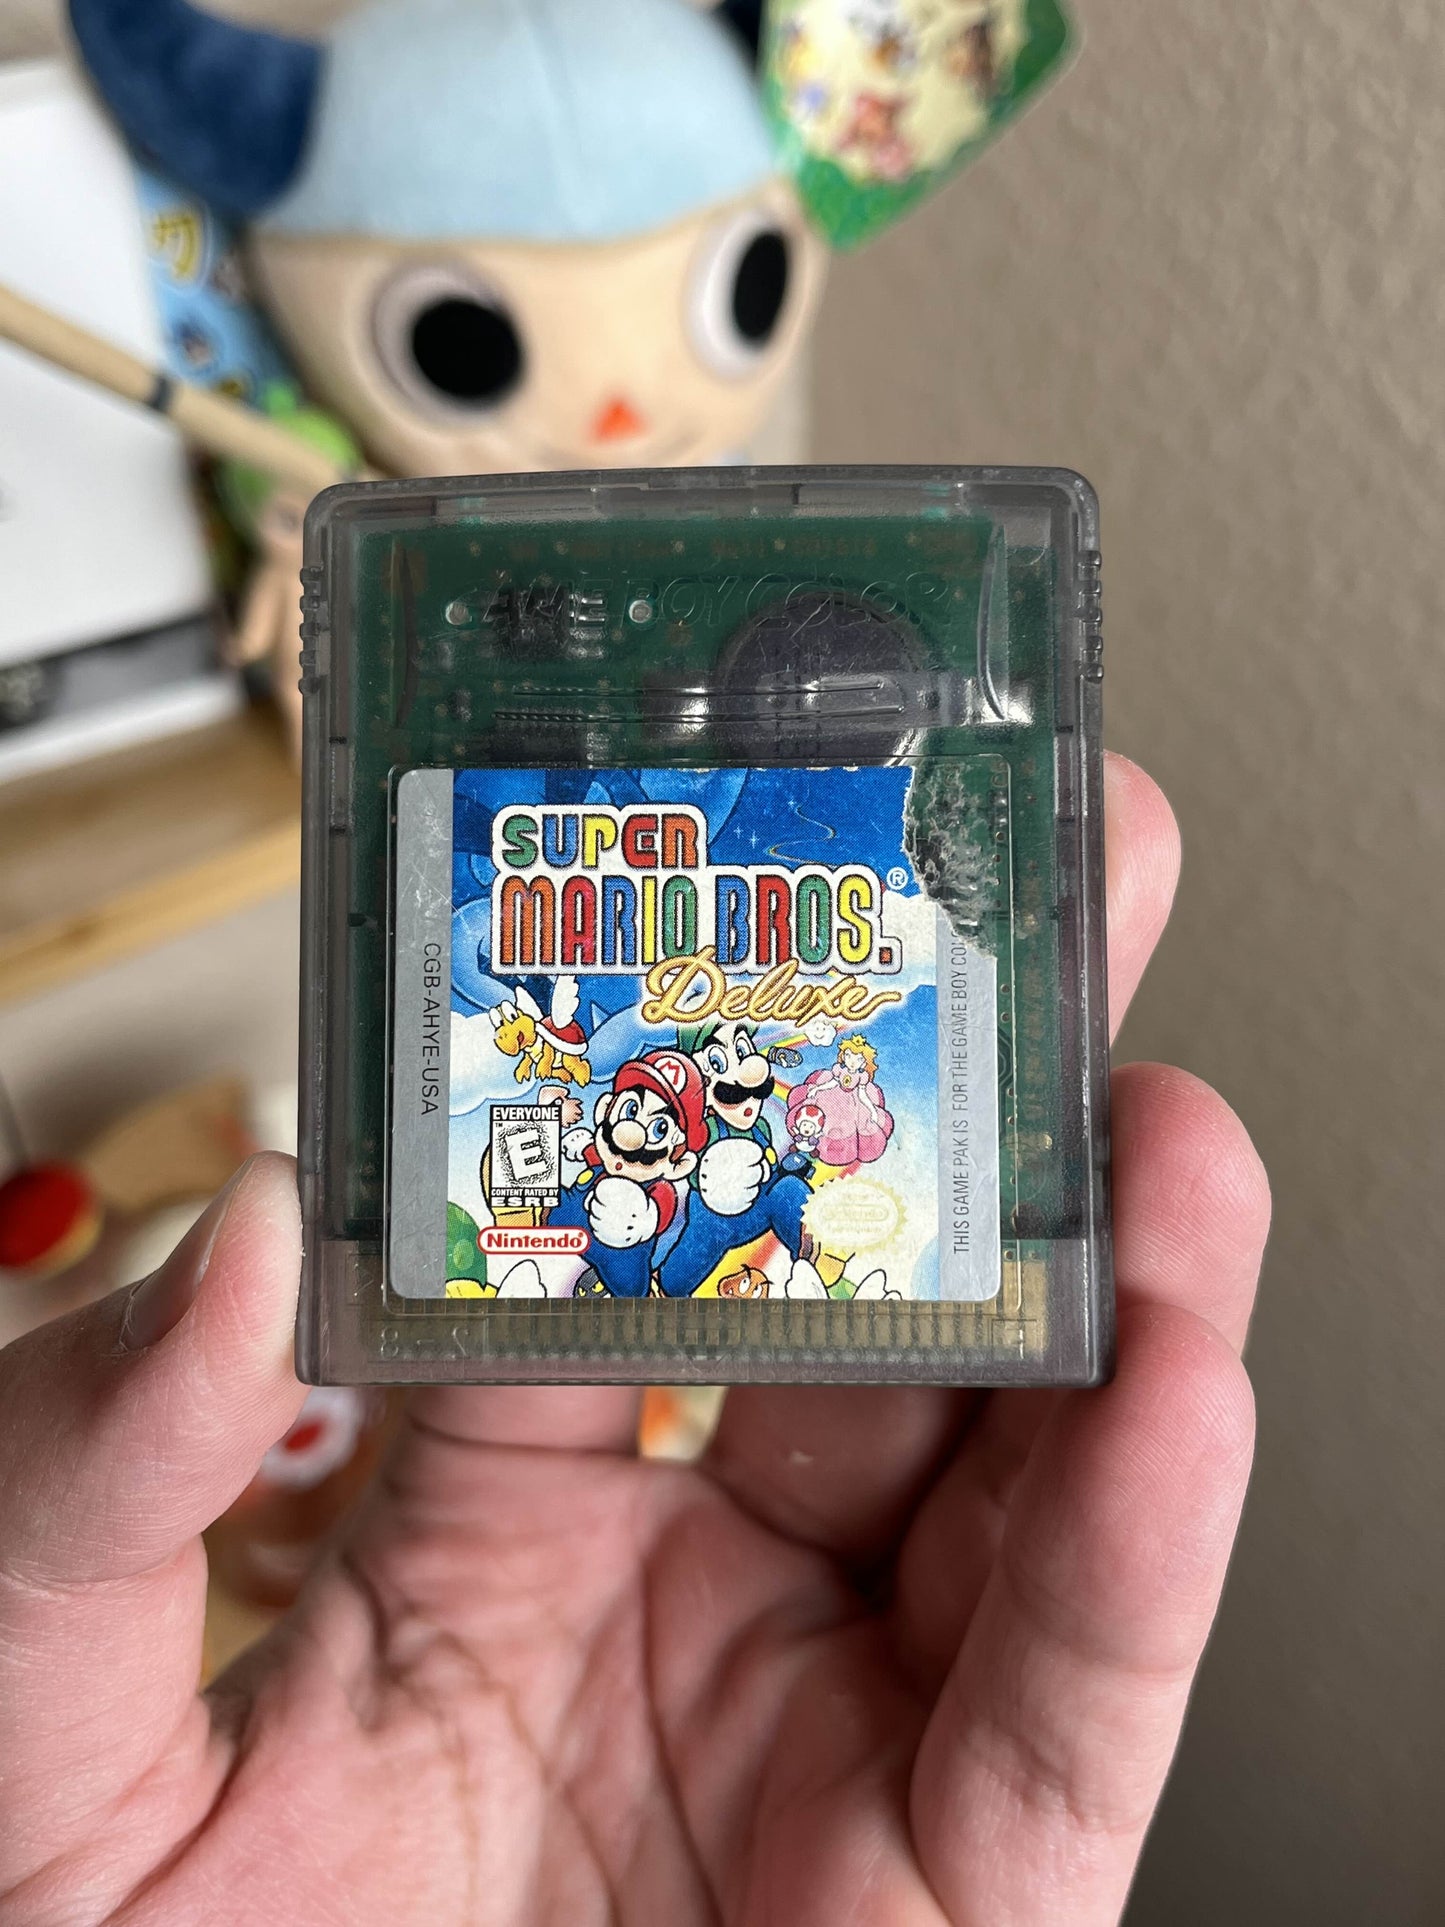 GAME BOY COLOR
SUPER
MARIO BROS.®
Deluxe
CGB-AHYE-USA
THIS GAME PAK IS FOR THE GAME BOY
M
EVERYONE
TM
E
CONTENT RATED BY
ESRB
Nintendo®